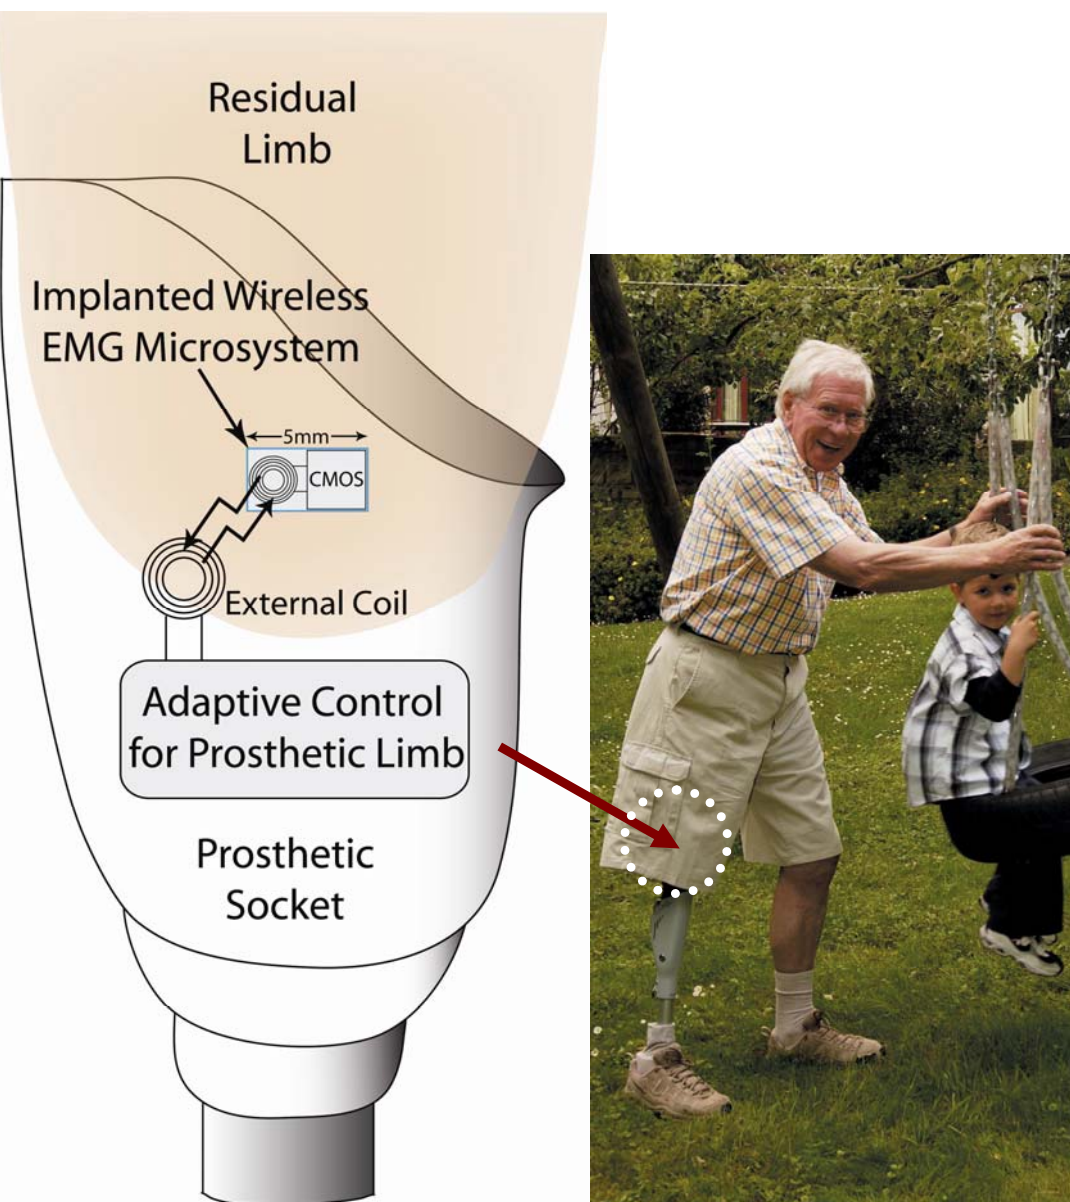 Residual
Limb
Implanted Wireless
EMG Microsystem
5mm
CMOS
External Coil
Adaptive Control
for Prosthetic Limb
Prosthetic
Socket